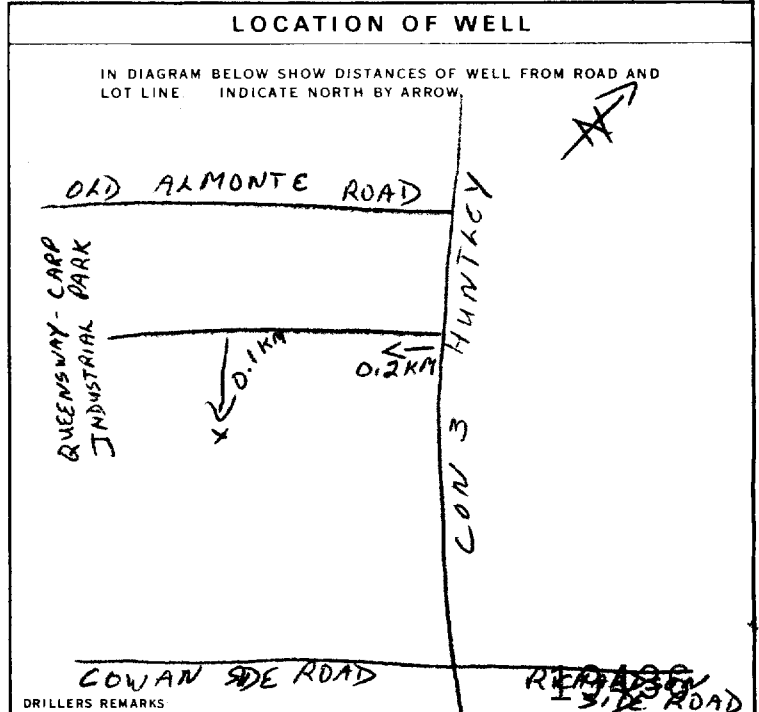 LOCATION OF WELL
IN DIAGRAM BELOW SHOW DISTANCES OF WELL FROM ROAD AND
LOT LINE. INDICATE NORTH BY ARROW.
N
OLD ALMONTE ROAD
QUEENSWAY - CARP
INDUSTRIAL PARK
CON 3 HUNTLEY
0.1KM
0.2KM
X
COWAN SIDE ROAD
SIDE ROAD
DRILLERS REMARKS